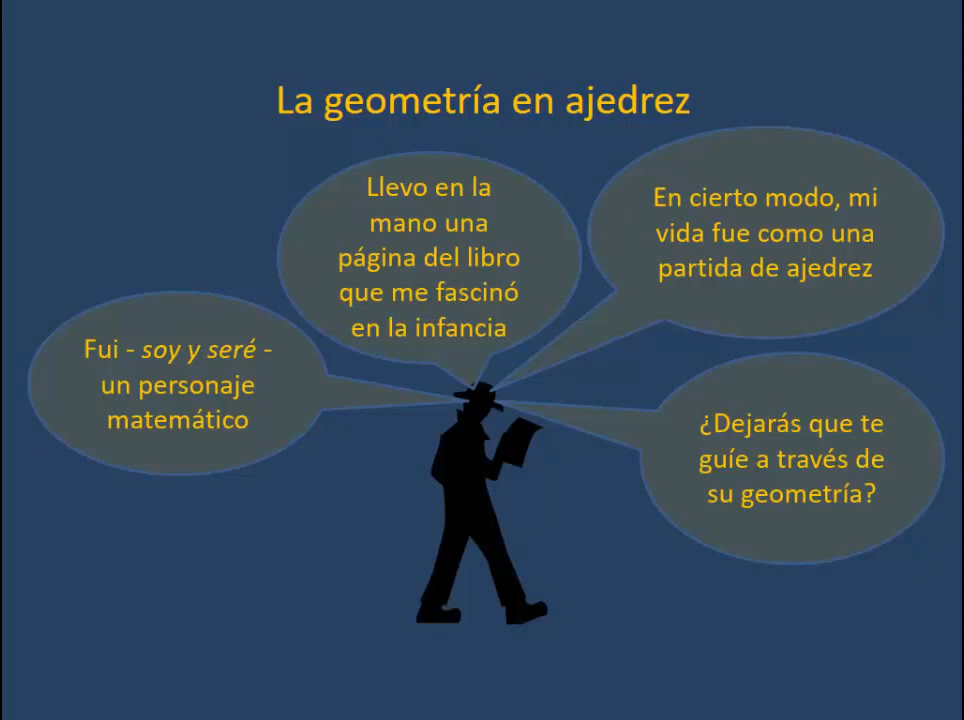 La geometría en ajedrez
Llevo en la
mano una
página del libro
que me fascinó
en la infancia
En cierto modo, mi
vida fue como una
partida de ajedrez
Fui - soy y seré -
un personaje
matemático
¿Dejarás que te
guíe a través de
su geometría?